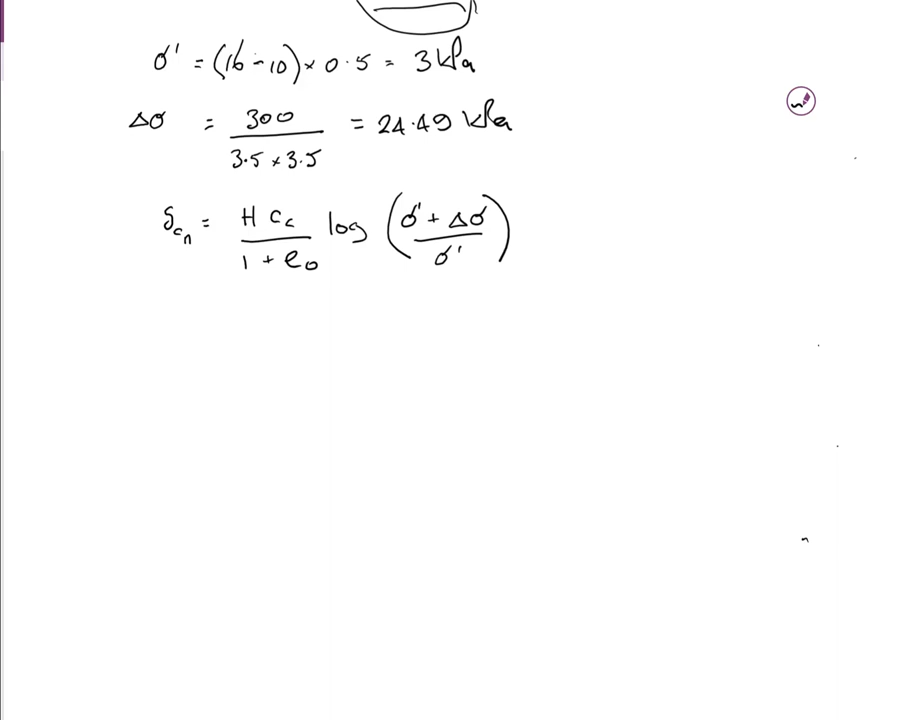 σ' = (16-10)×0.5 = 3 kPa
Δσ = 300 / 3.5 × 3.5 = 24.49 kPa
δcn = H Cc / 1 + e0 log (σ' + Δσ / σ')